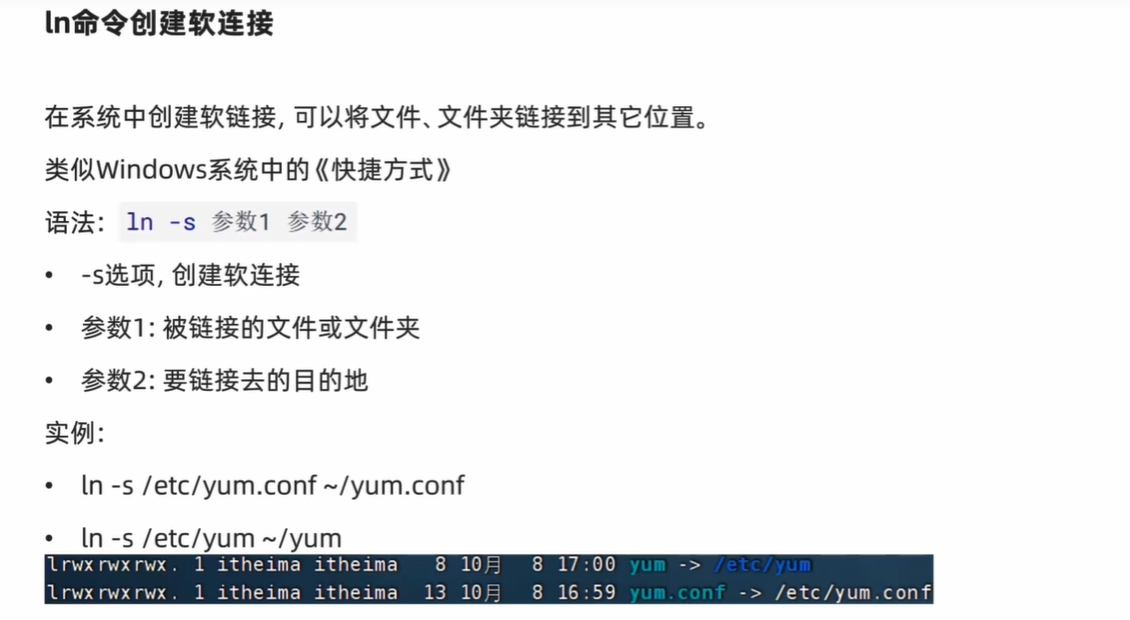 ln命令创建软连接
在系统中创建软链接, 可以将文件、文件夹链接到其它位置。
类似Windows系统中的《快捷方式》
语法: ln -s 参数1 参数2
• -s选项, 创建软连接
• 参数1: 被链接的文件或文件夹
• 参数2: 要链接去的目的地
实例:
• ln -s /etc/yum.conf ~/yum.conf
• ln -s /etc/yum ~/yum
lrwxrwxrwx. 1 itheima itheima 8 10月 8 17:00 yum -> /etc/yum
lrwxrwxrwx. 1 itheima itheima 13 10月 8 16:59 yum.conf -> /etc/yum.conf